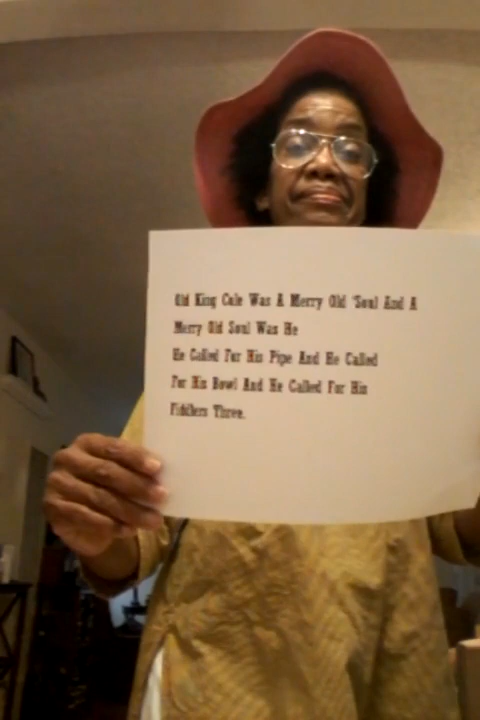 Old King Cole Was A Merry Old 'Soul And A
Merry Old Soul Was He
He Called For His Pipe And He Called
For His Bowl And He Called For His
Fiddlers Three.